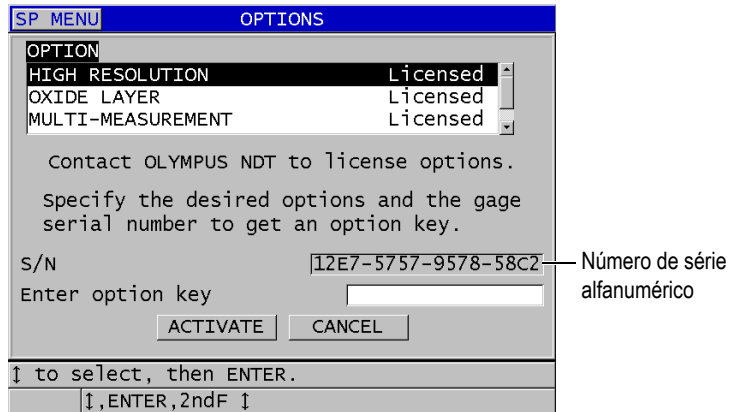 SP MENU OPTIONS
OPTION
HIGH RESOLUTION Licensed
OXIDE LAYER Licensed
MULTI-MEASUREMENT Licensed
Contact OLYMPUS NDT to license options.
Specify the desired options and the gage
serial number to get an option key.
S/N 12E7-5757-9578-58C2
Número de série
alfanumérico
Enter option key
ACTIVATE CANCEL
↕ to select, then ENTER.
↕,ENTER,2ndF ↕